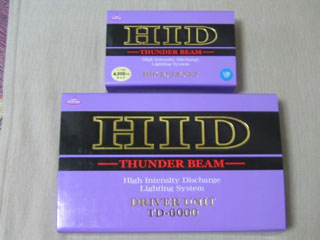 HID
THUNDER BEAM
High Intensity Discharge
Lighting System
HID
THUNDER BEAM
High Intensity Discharge
Lighting System
DRIVER UNIT
TD-6000